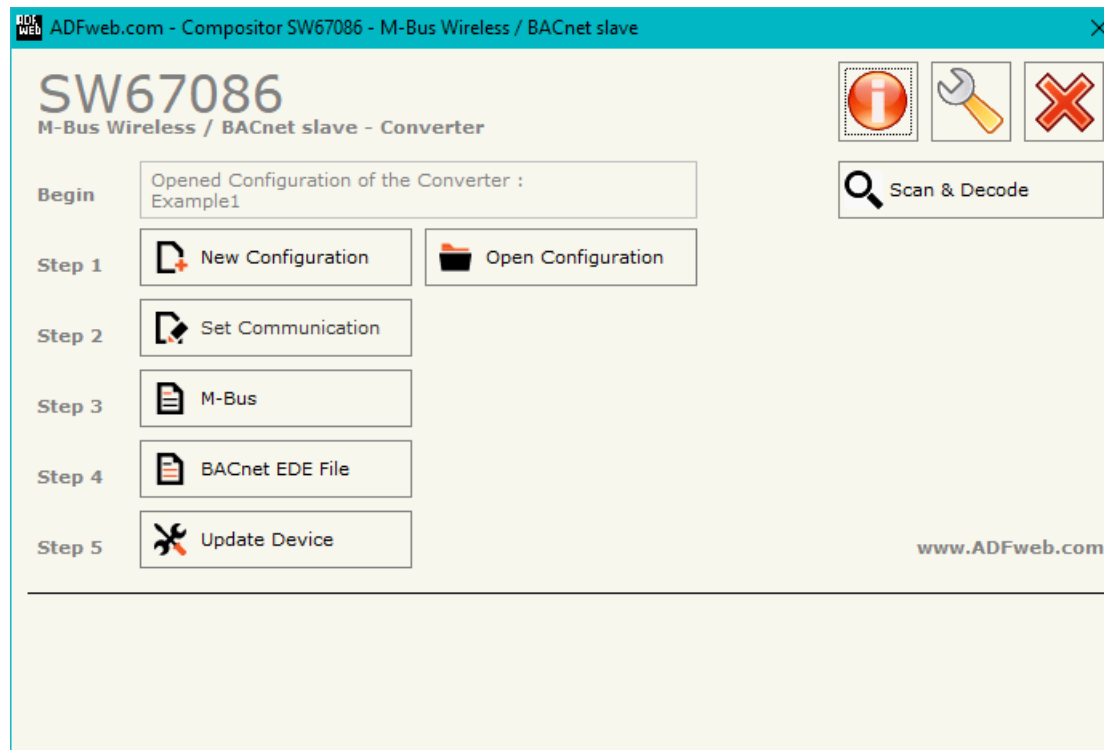 ADF WEB ADFweb.com - Compositor SW67086 - M-Bus Wireless / BACnet slave
SW67086
M-Bus Wireless / BACnet slave - Converter
Begin
Opened Configuration of the Converter :
Example1
Scan & Decode
Step 1
New Configuration
Open Configuration
Step 2
Set Communication
Step 3
M-Bus
Step 4
BACnet EDE File
Step 5
Update Device
www.ADFweb.com